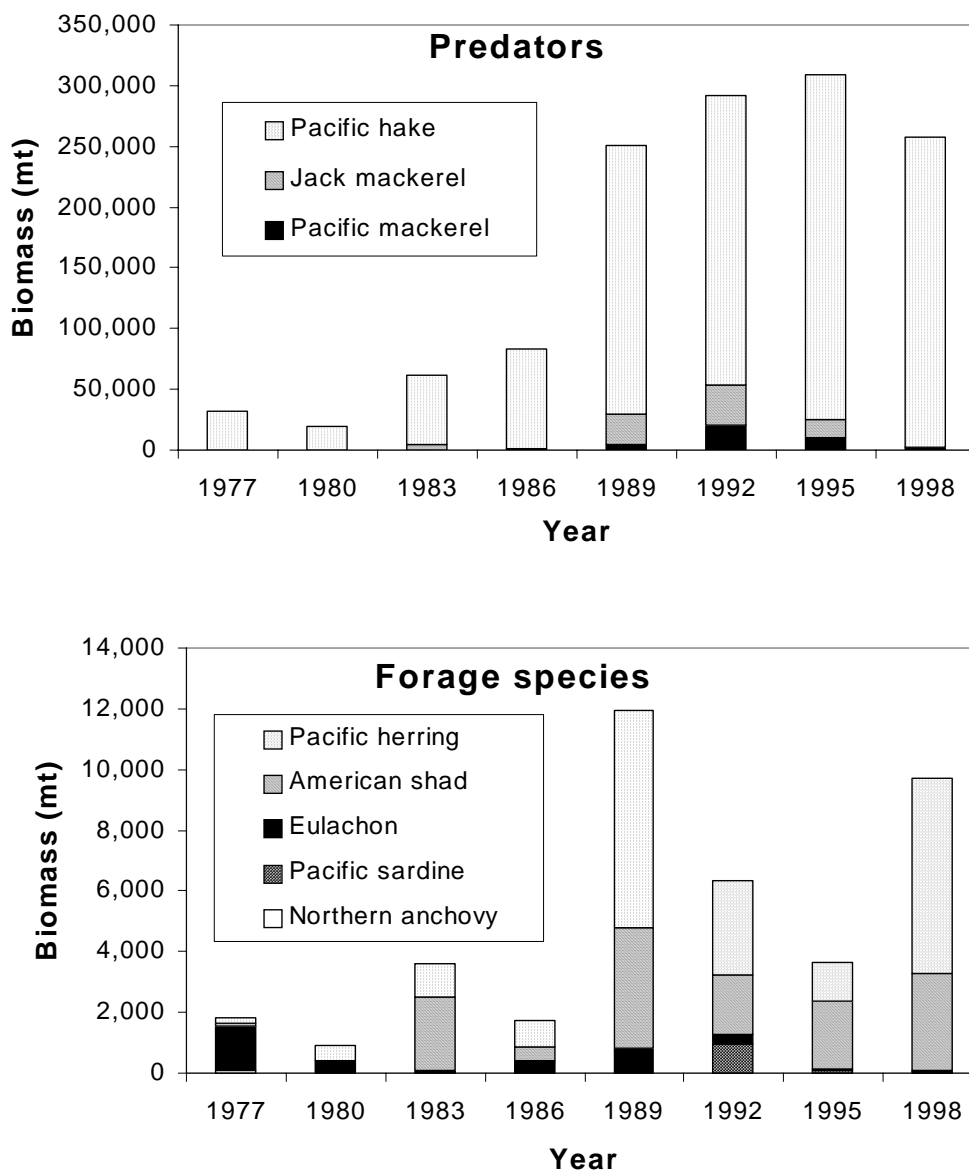 Predators
350,000
300,000
250,000
200,000
150,000
100,000
50,000
0
Biomass (mt)
Pacific hake
Jack mackerel
Pacific mackerel
1977 1980 1983 1986 1989 1992 1995 1998
Year
Forage species
14,000
12,000
10,000
8,000
6,000
4,000
2,000
0
Biomass (mt)
Pacific herring
American shad
Eulachon
Pacific sardine
Northern anchovy
1977 1980 1983 1986 1989 1992 1995 1998
Year